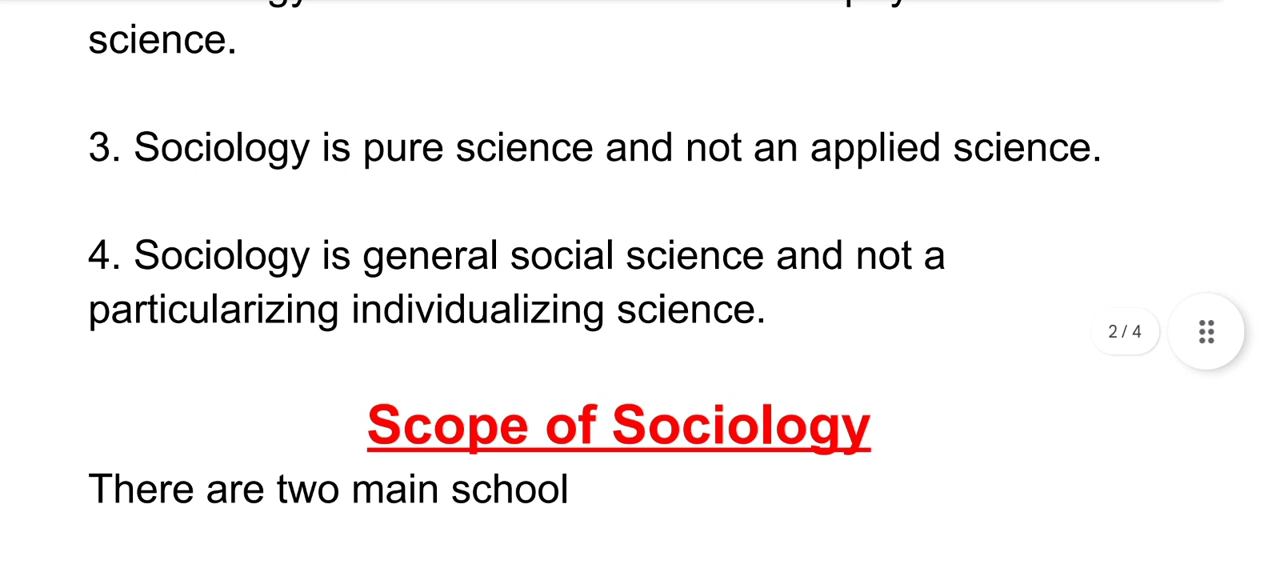 science.
3. Sociology is pure science and not an applied science.
4. Sociology is general social science and not a
particularizing individualizing science.
2 / 4
Scope of Sociology
There are two main school